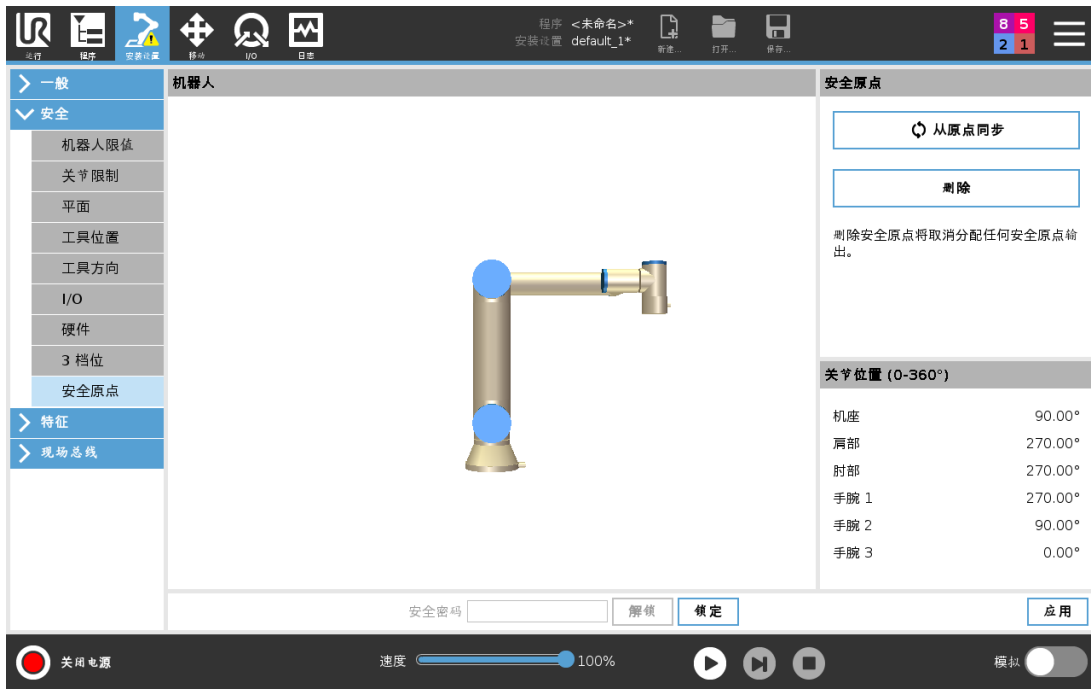 程序 <未命名>*
安装设置 default_1*
运行
程序
安装设置
移动
I/O
日志
新建...
打开...
保存...
8 5
2 1
一般
安全
机器人限值
关节限制
平面
工具位置
工具方向
I/O
硬件
3 档位
安全原点
特征
现场总线
机器人
安全原点
从原点同步
删除
删除安全原点将取消分配任何安全原点输
出。
关节位置 (0-360°)
机座 90.00°
肩部 270.00°
肘部 270.00°
手腕 1 270.00°
手腕 2 90.00°
手腕 3 0.00°
安全密码
解锁
锁定
应用
关闭电源
速度 100%
模拟